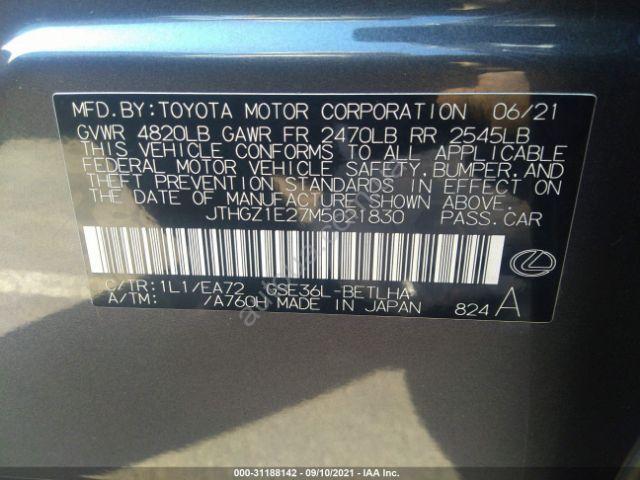 MFD.BY:TOYOTA MOTOR CORPORATION 06/21
GVWR 4820LB GAWR FR 2470LB RR 2545LB
THIS VEHICLE CONFORMS TO ALL APPLICABLE
FEDERAL MOTOR VEHICLE SAFETY,BUMPER,AND
THEFT PREVENTION STANDARDS IN EFFECT ON
THE DATE OF MANUFACTURE SHOWN ABOVE.
JTHGZ1E27M5021830 PASS.CAR
C/TR:1L1/EA72 GSE36L-BETLHA
A/TM: /A760H MADE IN JAPAN 824 A
000-31188142 - 09/10/2021 - IAA Inc.